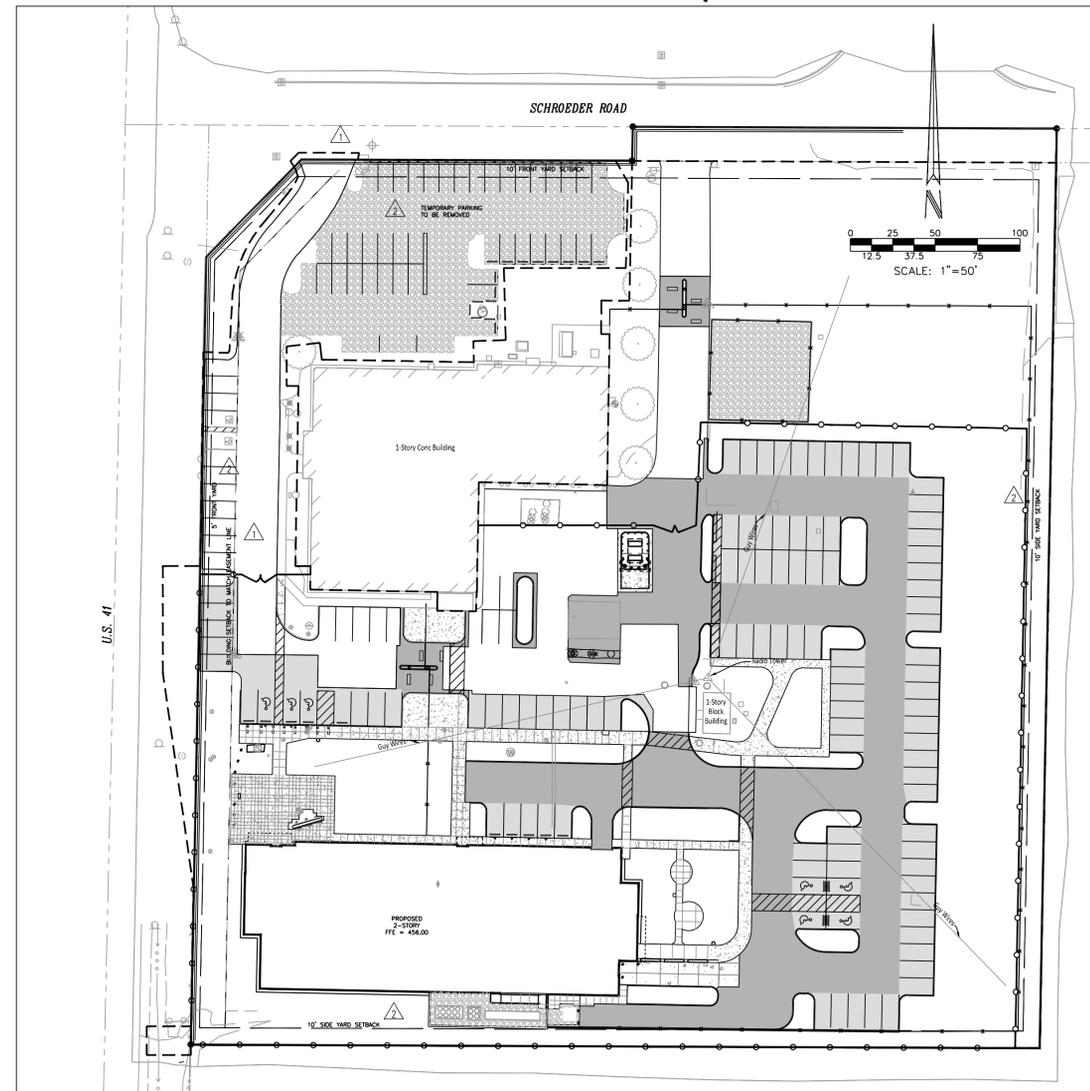 SCHROEDER ROAD
1
10' FRONT YARD SETBACK
2
TEMPORARY PARKING
TO BE REMOVED
0 25 50 100
12.5 37.5 75
SCALE: 1"=50'
1-Story Conc Building
2
5' FRONT YARD
BUILDING SETBACK TO MATCH EASEMENT LINE
1
2
10' SIDE YARD SETBACK
U.S. 41
Guy Wires
Radio Tower
1-Story
Block
Building
Guy Wires
W
PROPOSED
2-STORY
FFE = 456.00
Guy Wires
2
10' SIDE YARD SETBACK